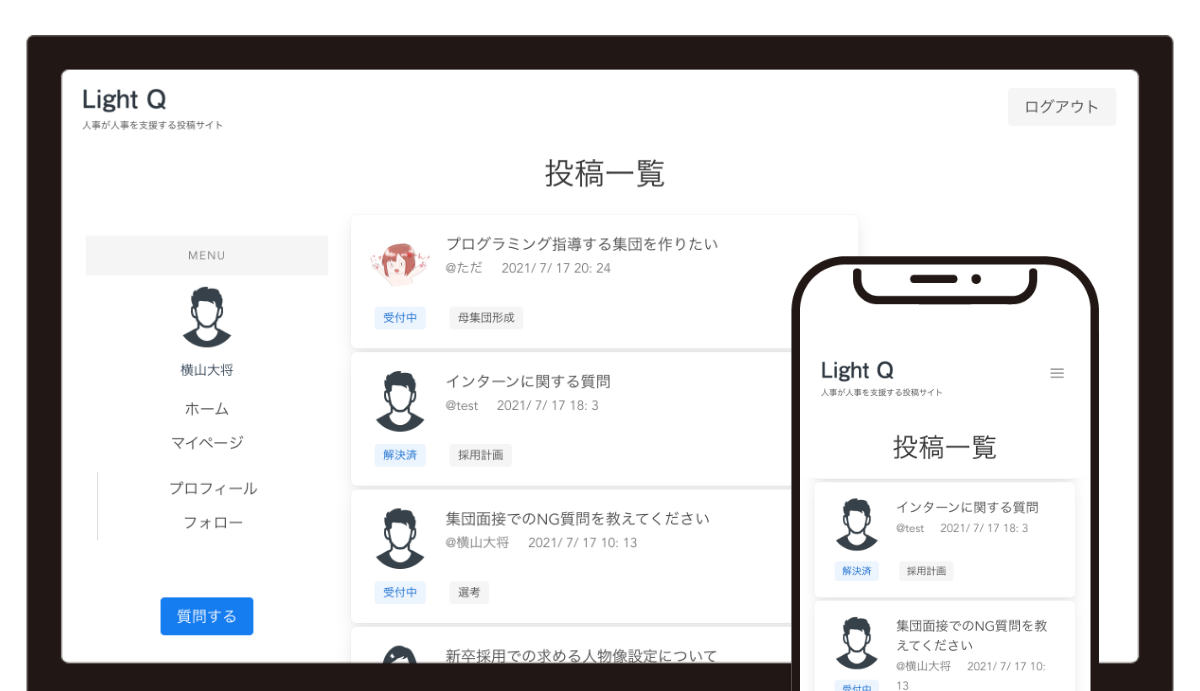 Light Q
人事が人事を支援する投稿サイト
ログアウト
投稿一覧
MENU
横山大将
ホーム
マイページ
プロフィール
フォロー
質問する
プログラミング指導する集団を作りたい
@ただ 2021/ 7/ 17 20: 24
受付中 母集団形成
インターンに関する質問
@test 2021/ 7/ 17 18: 3
解決済 採用計画
集団面接でのNG質問を教えてください
@横山大将 2021/ 7/ 17 10: 13
受付中 選考
新卒採用での求める人物像設定について
Light Q
人事が人事を支援する投稿サイト
投稿一覧
インターンに関する質問
@test 2021/ 7/ 17 18: 3
解決済 採用計画
集団面接でのNG質問を教
えてください
@横山大将 2021/ 7/ 17 10:
13
受付中